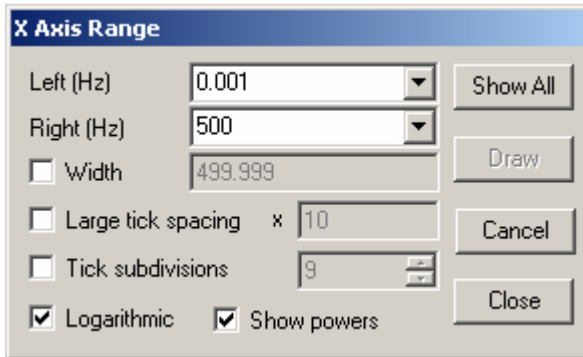 X Axis Range
Left (Hz) 0.001 Show All
Right (Hz) 500
Width 499.999 Draw
Large tick spacing x 10 Cancel
Tick subdivisions 9
Logarithmic Show powers Close